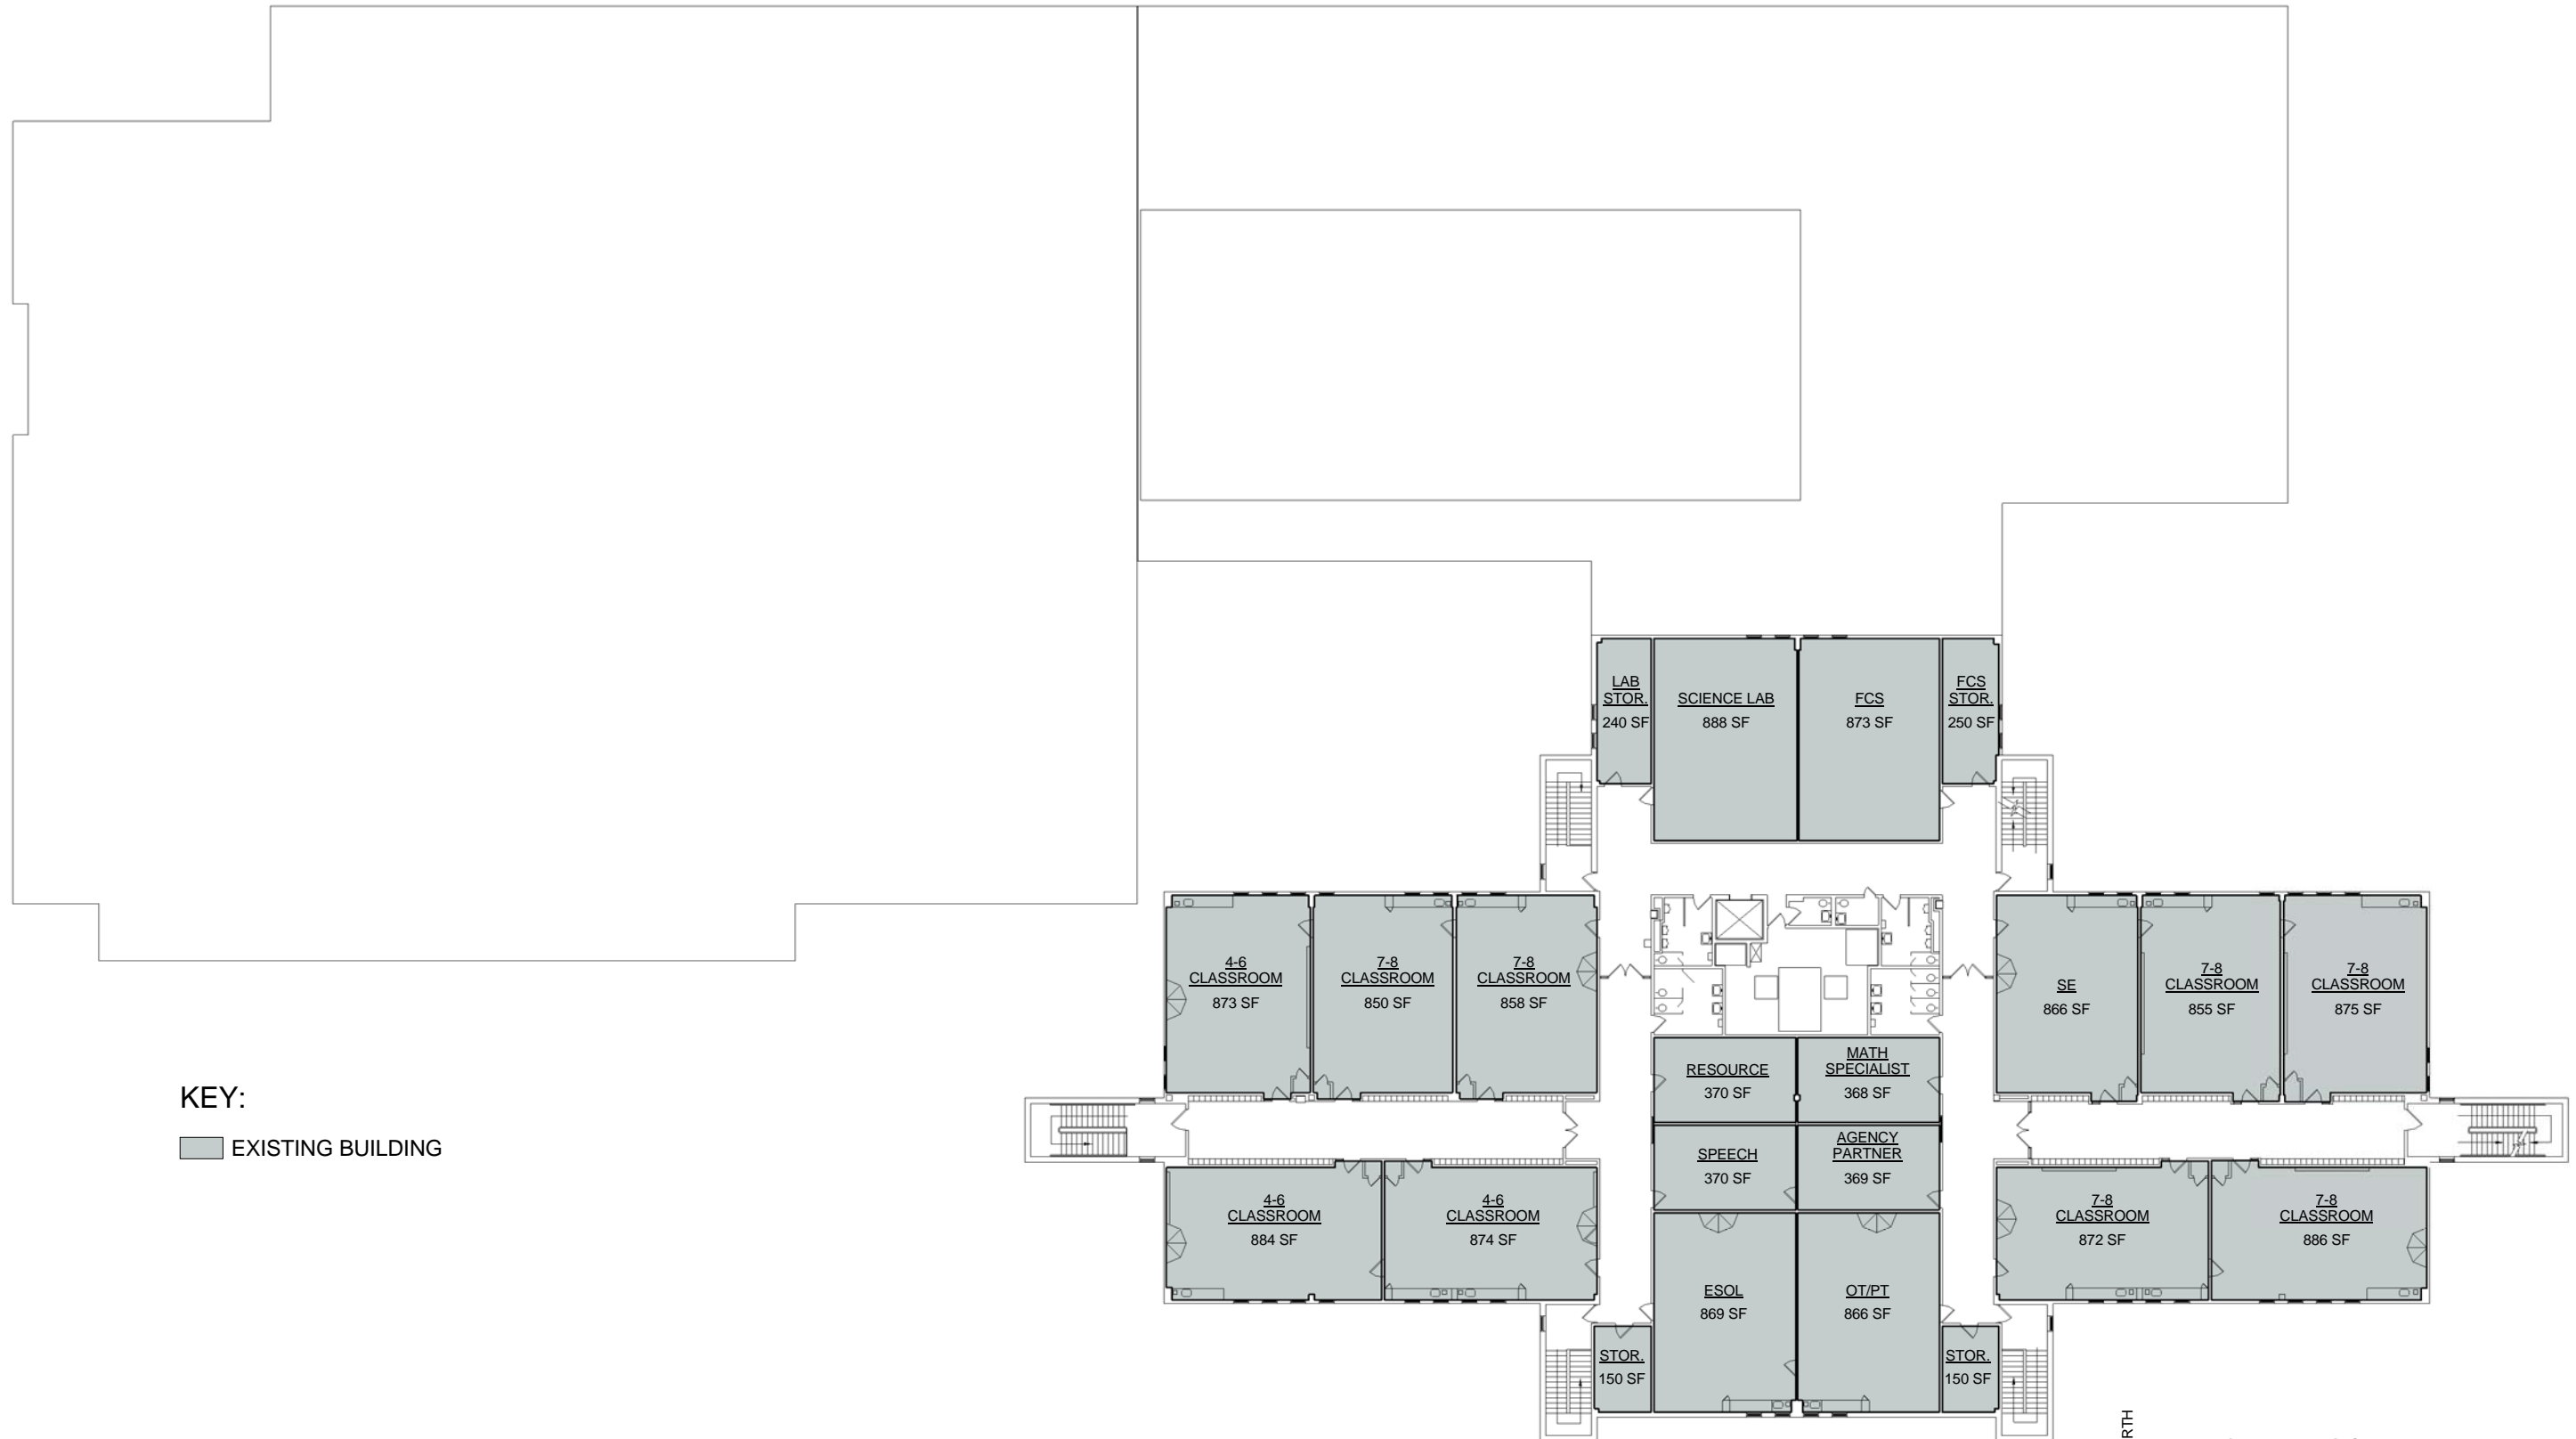 LAB
STOR.
240 SF
SCIENCE LAB
888 SF
FCS
873 SF
FCS
STOR.
250 SF
4-6
CLASSROOM
873 SF
7-8
CLASSROOM
850 SF
7-8
CLASSROOM
858 SF
SE
866 SF
7-8
CLASSROOM
855 SF
7-8
CLASSROOM
875 SF
RESOURCE
370 SF
MATH
SPECIALIST
368 SF
KEY:
EXISTING BUILDING
SPEECH
370 SF
AGENCY
PARTNER
369 SF
4-6
CLASSROOM
884 SF
4-6
CLASSROOM
874 SF
7-8
CLASSROOM
872 SF
7-8
CLASSROOM
886 SF
ESOL
869 SF
OT/PT
866 SF
STOR.
150 SF
STOR.
150 SF
RTH